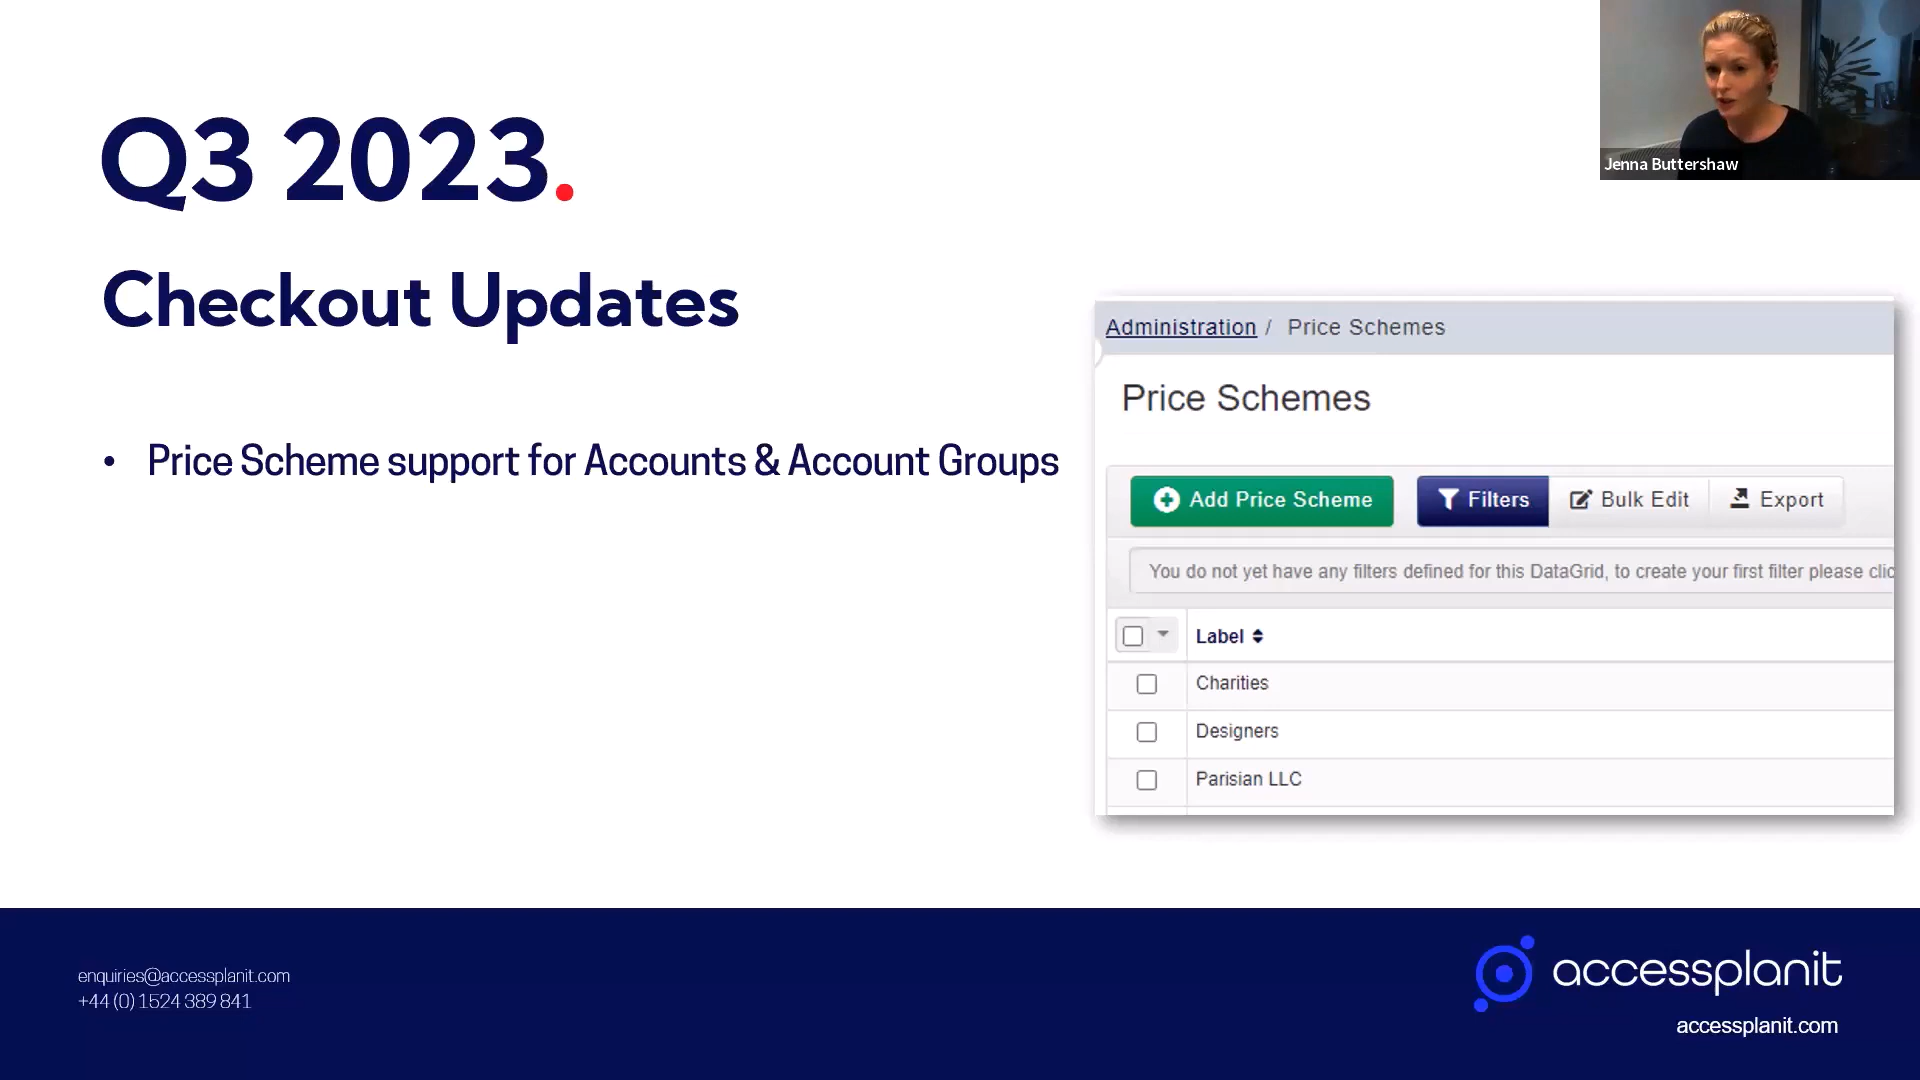 Jenna Buttershaw
Q3 2023.
Checkout Updates
• Price Scheme support for Accounts & Account Groups
Administration / Price Schemes
Price Schemes
Add Price Scheme
Filters
Bulk Edit
Export
You do not yet have any filters defined for this DataGrid, to create your first filter please clic
Label
Charities
Designers
Parisian LLC
enquiries@accessplanit.com
+44 (0) 1524 389 841
accessplanit
accessplanit.com